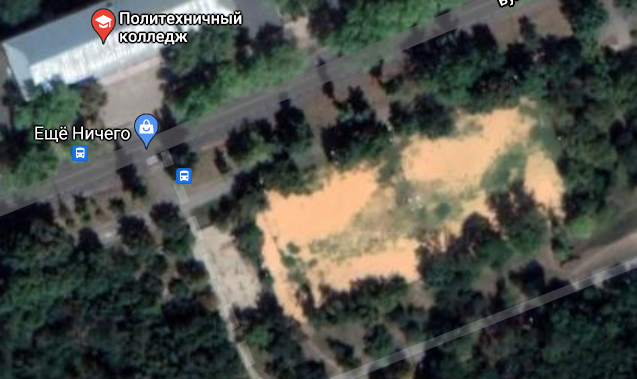 Политехничный
колледж
Ещё Ничего